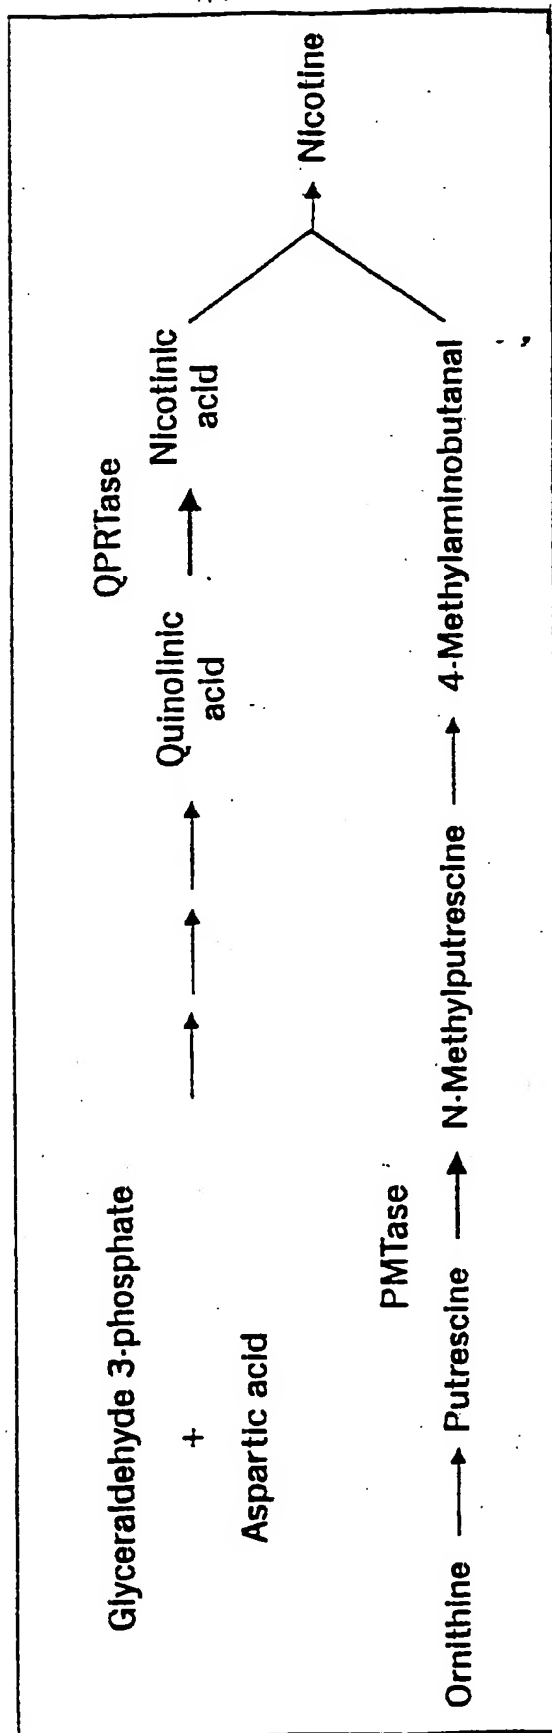 Glyceraldehyde 3-phosphate
+
Aspartic acid
QPRTase
Quinolinic
acid
Nicotinic
acid
Nicotine
PMTase
Ornithine
Putrescine
N-Methylputrescine
4-Methylaminobutanal